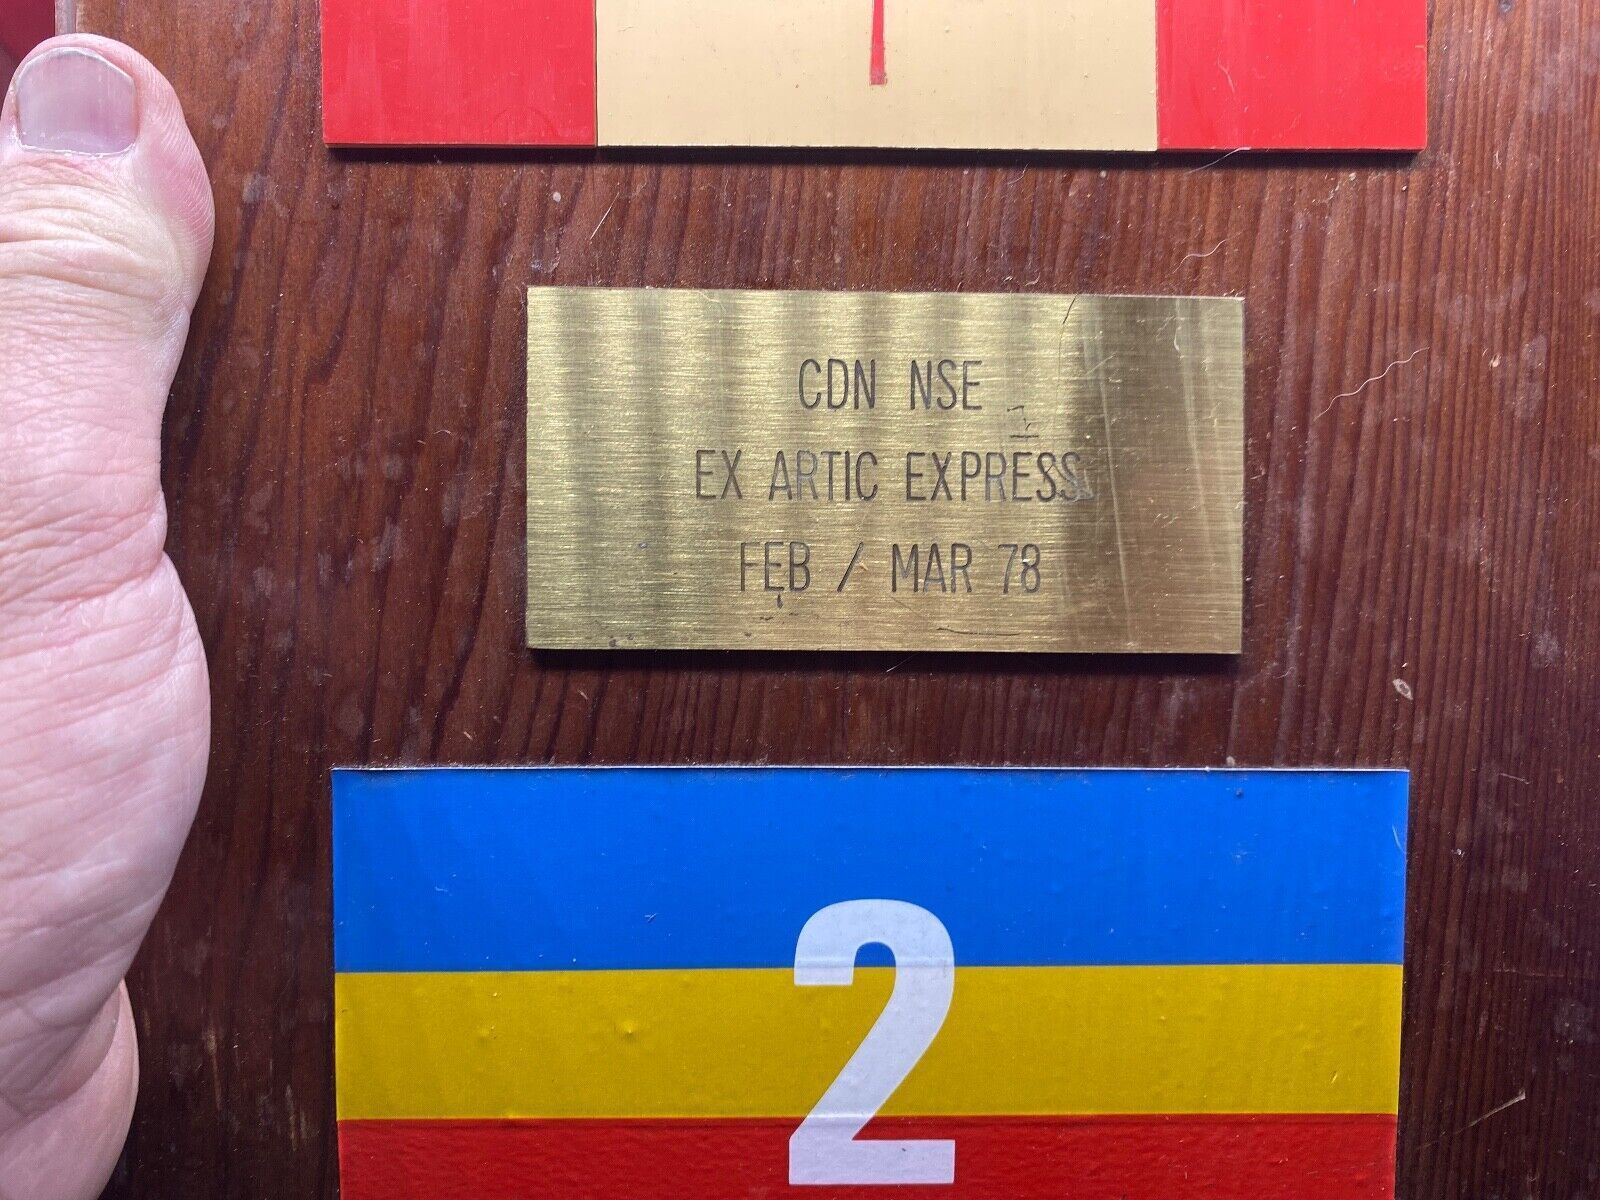 CDN NSE
EX ARTIC EXPRESS
FEB / MAR 78
2